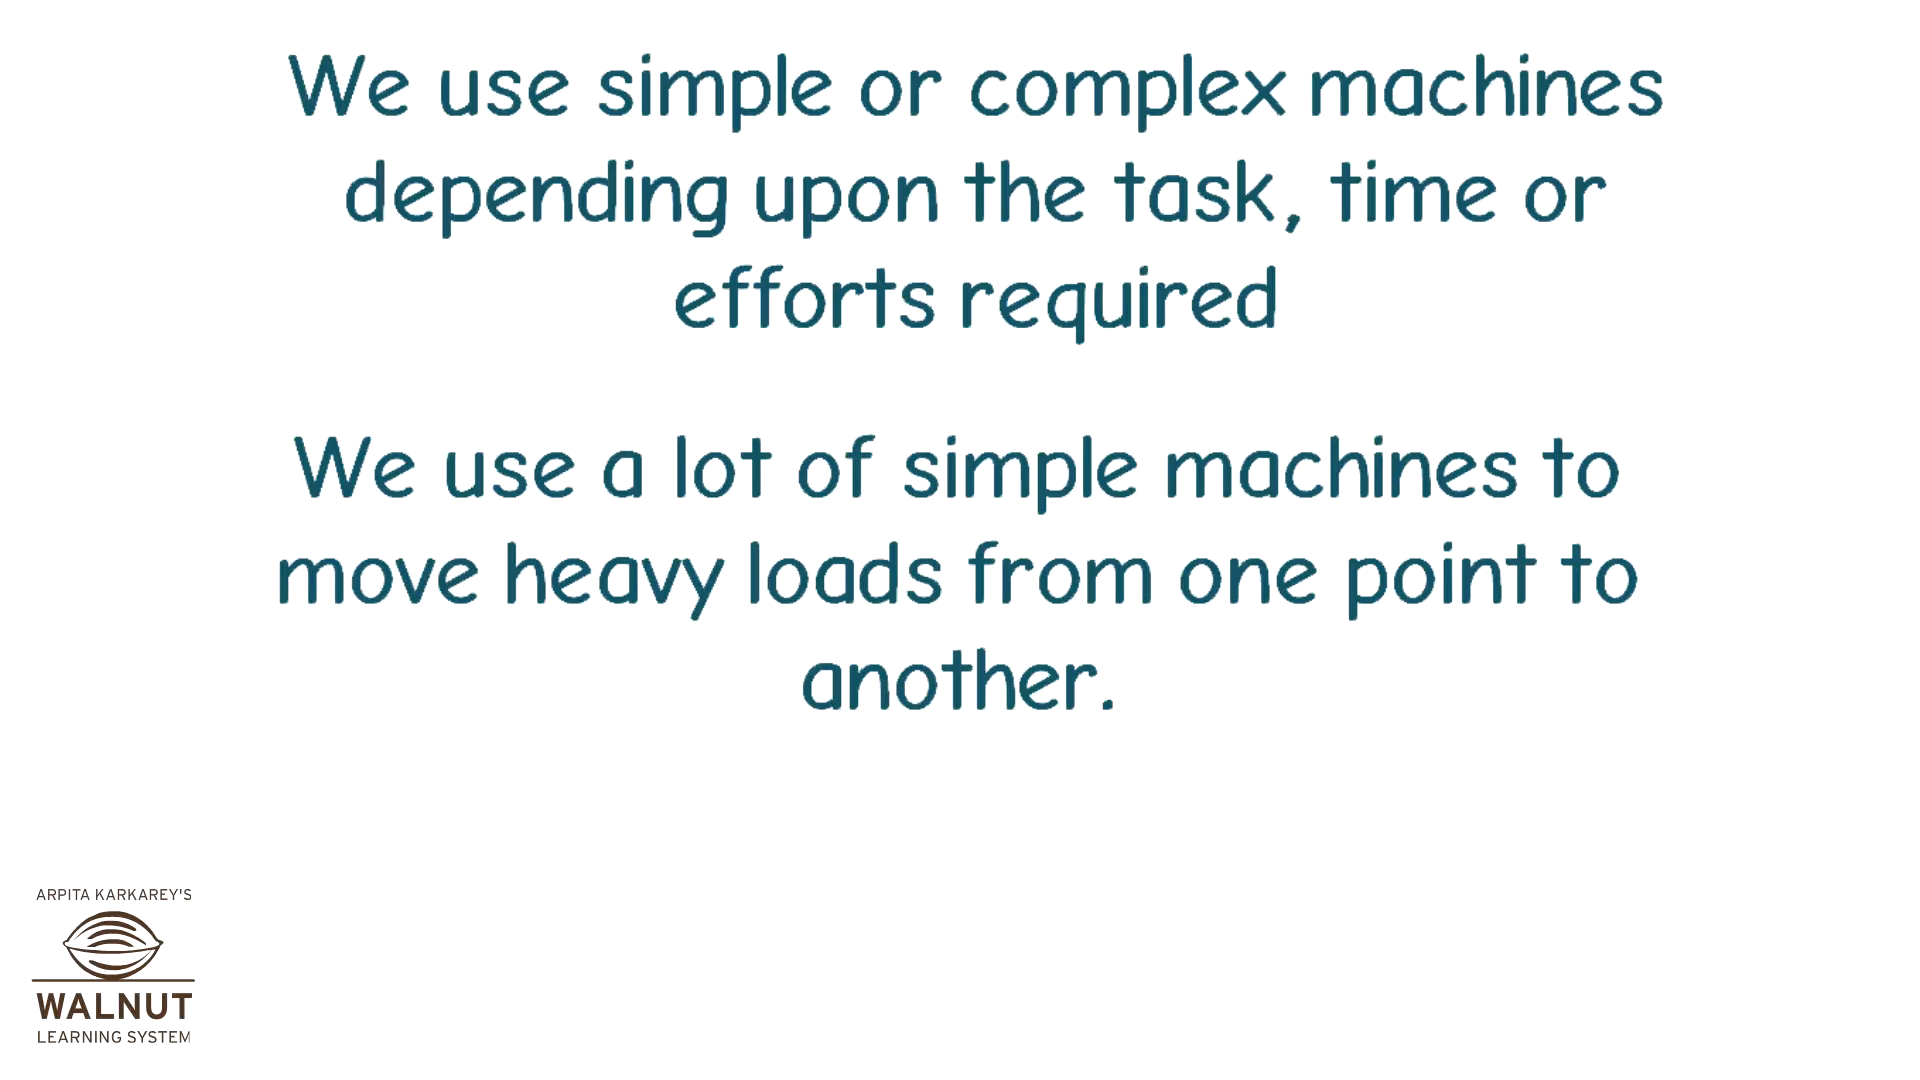 We use simple or complex machines
depending upon the task, time or
efforts required
We use a lot of simple machines to
move heavy loads from one point to
another.
ARPITA KARKAREY'S
WALNUT
LEARNING SYSTEM